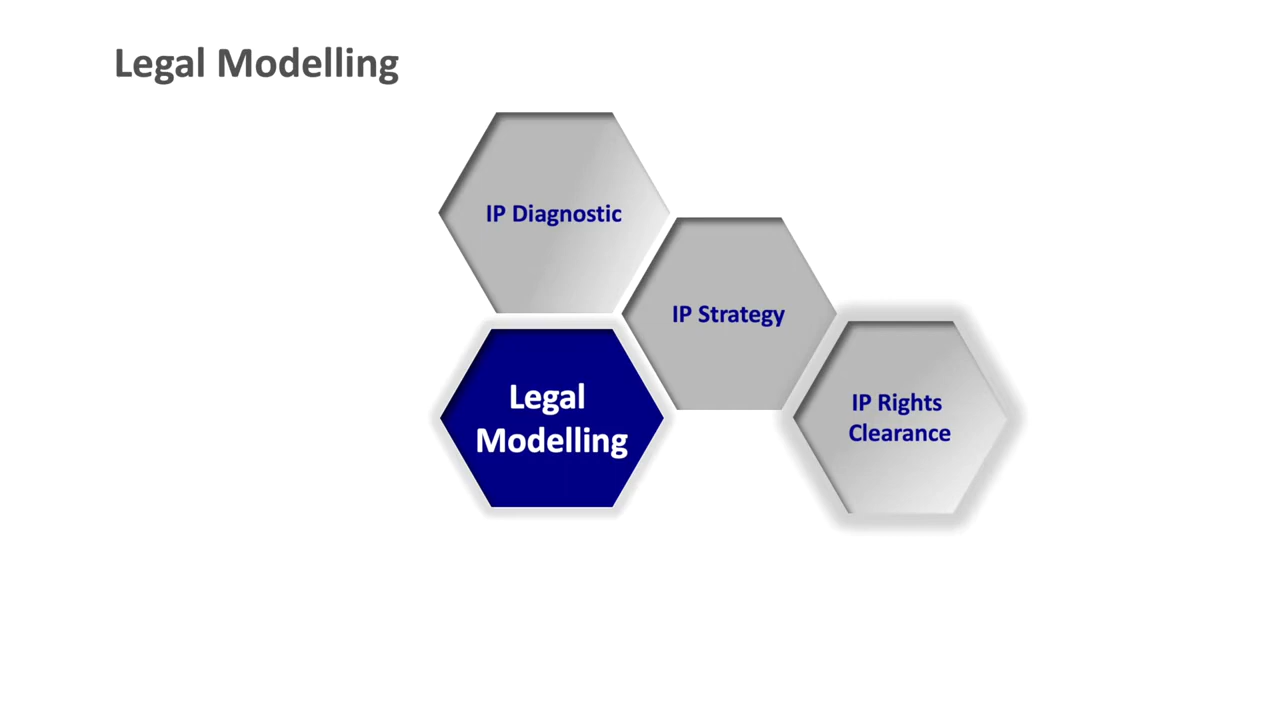 Legal Modelling
IP Diagnostic
IP Strategy
Legal
Modelling
IP Rights
Clearance